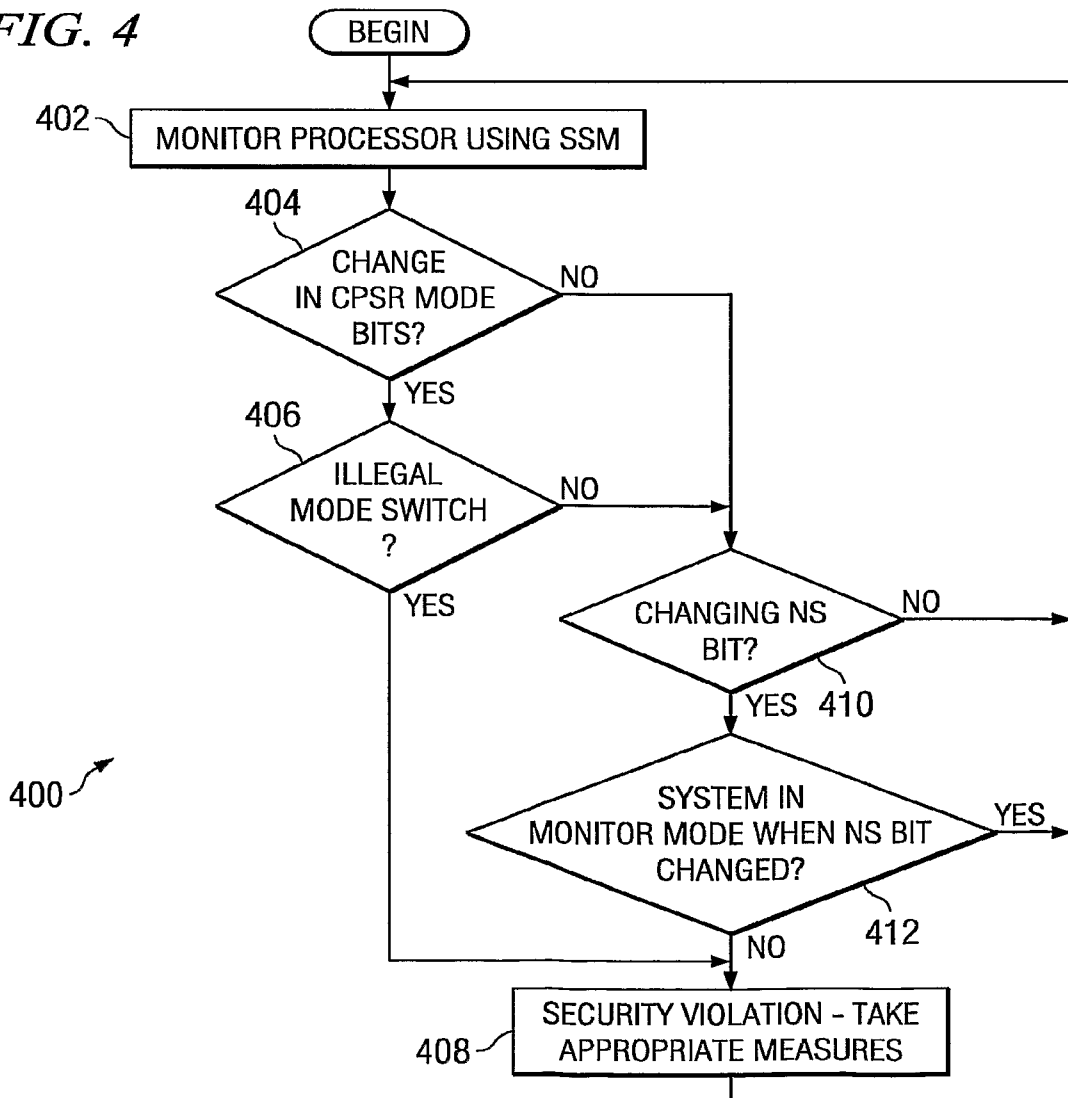 FIG. 4
BEGIN
402
MONITOR PROCESSOR USING SSM
404
CHANGE
IN CPSR MODE
BITS?
NO
YES
406
ILLEGAL
MODE SWITCH
?
NO
YES
CHANGING NS
BIT?
NO
410
YES
400
SYSTEM IN
MONITOR MODE WHEN NS BIT
CHANGED?
YES
412
NO
408
SECURITY VIOLATION - TAKE
APPROPRIATE MEASURES